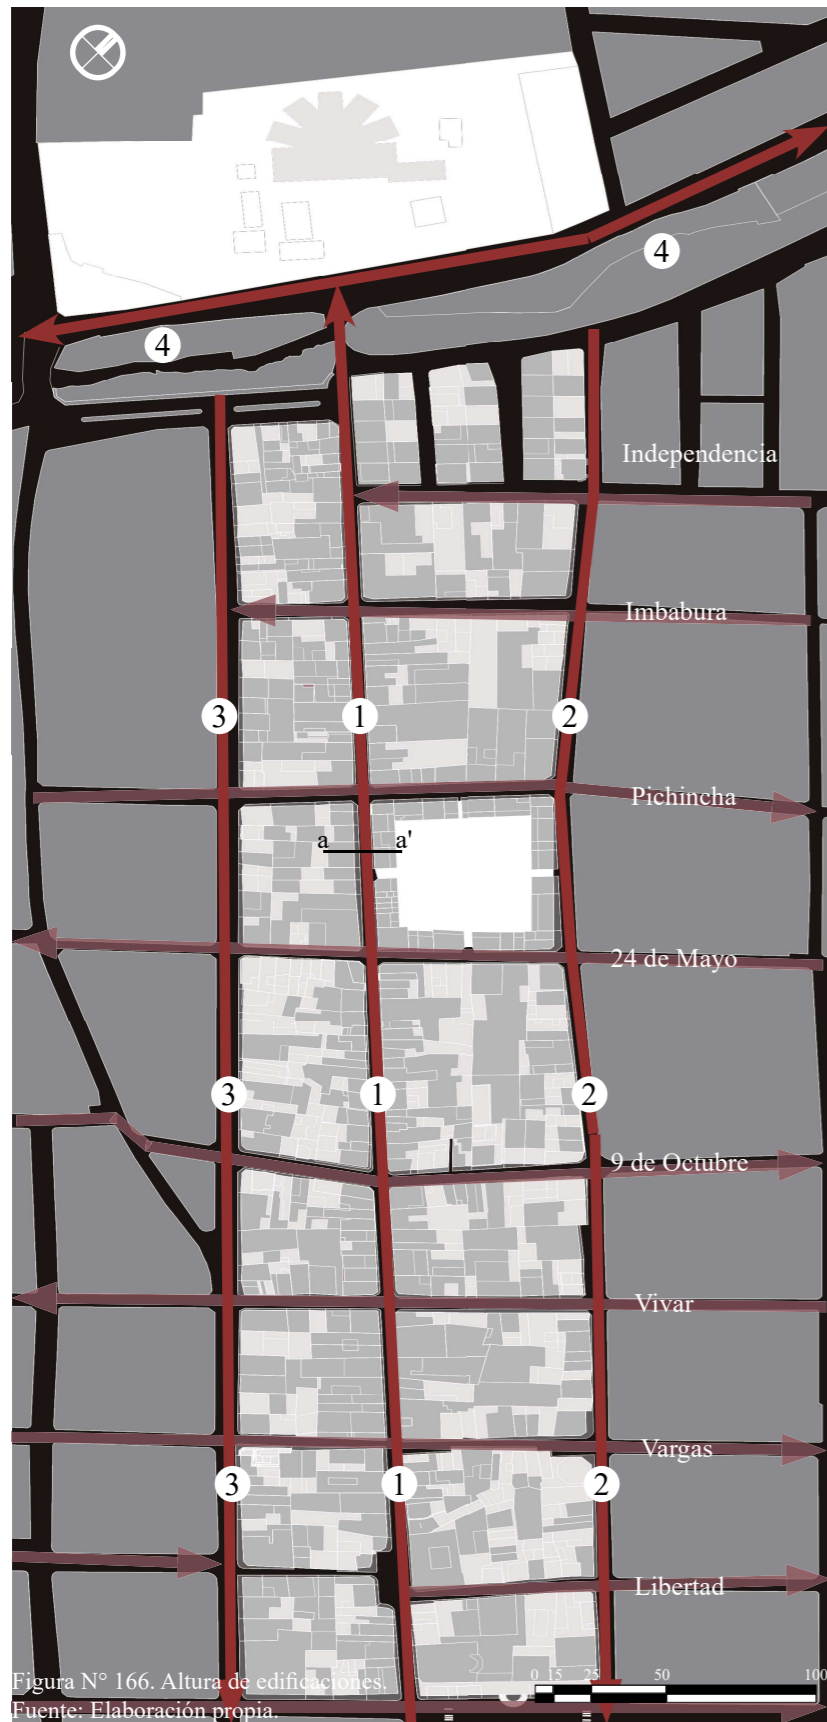 4
4
Independencia
Imbabura
3
1
2
Pichincha
a a'
24 de Mayo
3
1
2
9 de Octubre
Vivar
Vargas
3
1
2
Libertad
0 15 25 50 100
Figura N° 166. Altura de edificaciones.
Fuente: Elaboración propia.